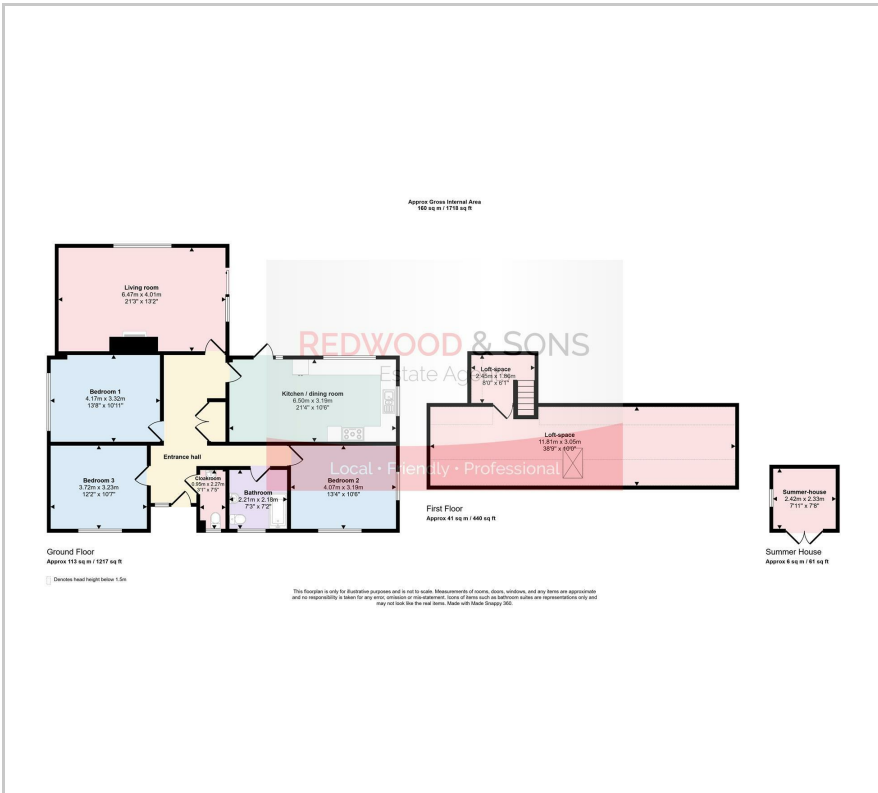 Approx Gross Internal Area
160 sq m / 1718 sq ft
Living room
6.47m x 4.01m
21'3" x 13'2"
REDWOOD & SONS
Estate Agents
Loft-space
2.45m x 1.86m
8'0" x 6'1"
Bedroom 1
4.17m x 3.32m
13'8" x 10'11"
Kitchen / dining room
6.50m x 3.19m
21'4" x 10'6"
Loft-space
11.81m x 3.05m
38'9" x 10'0"
Entrance hall
Local • Friendly • Professional
Bedroom 3
3.72m x 3.23m
12'2" x 10'7"
Cloakroom
0.95m x 2.27m
3'1" x 7'5"
Bathroom
2.21m x 2.18m
7'3" x 7'2"
Bedroom 2
4.07m x 3.19m
13'4" x 10'6"
Summer-house
2.42m x 2.33m
7'11" x 7'8"
First Floor
Approx 41 sq m / 440 sq ft
Ground Floor
Approx 113 sq m / 1217 sq ft
Summer House
Approx 6 sq m / 61 sq ft
Denotes head height below 1.5m
This floorplan is only for illustrative purposes and is not to scale. Measurements of rooms, doors, windows, and any items are approximate
and no responsibility is taken for any error, omission or mis-statement. Icons of items such as bathroom suites are representations only and
may not look like the real items. Made with Made Snappy 360.